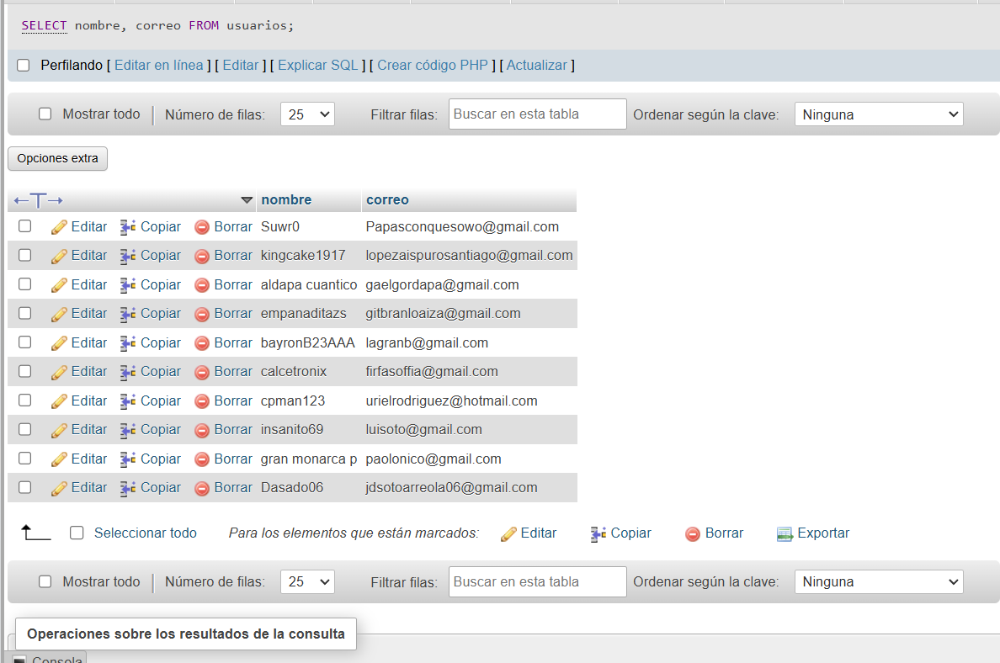 SELECT nombre, correo FROM usuarios;
Perfilando [ Editar en línea ] [ Editar ] [ Explicar SQL ] [ Crear código PHP ] [ Actualizar ]
Mostrar todo Número de filas: 25 Filtrar filas: Buscar en esta tabla Ordenar según la clave: Ninguna
Opciones extra
←T→ nombre correo
Editar Copiar Borrar Suwr0 Papasconquesowo@gmail.com
Editar Copiar Borrar kingcake1917 lopezaispurosantiago@gmail.com
Editar Copiar Borrar aldapa cuantico gaelgordapa@gmail.com
Editar Copiar Borrar empanaditazs gitbranloaiza@gmail.com
Editar Copiar Borrar bayronB23AAA lagranb@gmail.com
Editar Copiar Borrar calcetronix firfasoffia@gmail.com
Editar Copiar Borrar cpman123 urielrodriguez@hotmail.com
Editar Copiar Borrar insanito69 luisoto@gmail.com
Editar Copiar Borrar gran monarca p paolonico@gmail.com
Editar Copiar Borrar Dasado06 jdsotoarreola06@gmail.com
Seleccionar todo Para los elementos que están marcados: Editar Copiar Borrar Exportar
Mostrar todo Número de filas: 25 Filtrar filas: Buscar en esta tabla Ordenar según la clave: Ninguna
Operaciones sobre los resultados de la consulta
Consola